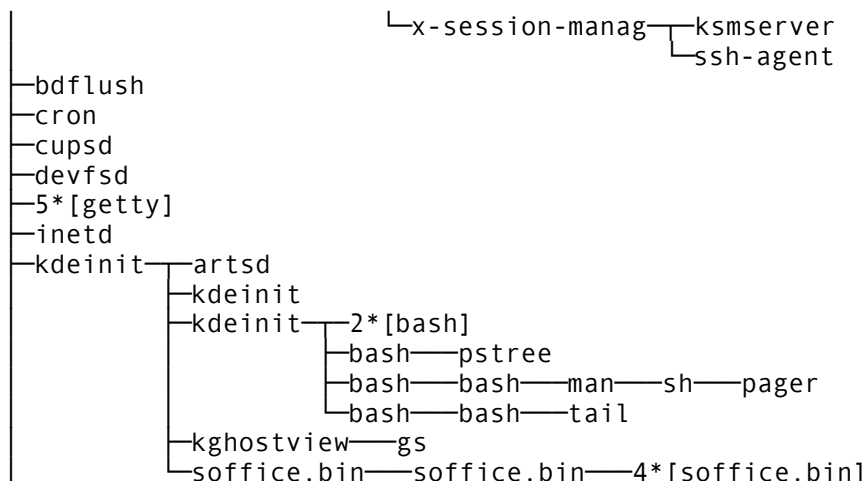 │                                └─x-session-manag─┬─ksmserver
│                                                  └─ssh-agent
├─bdflush
├─cron
├─cupsd
├─devfsd
├─5*[getty]
├─inetd
├─kdeinit─┬─artsd
│         ├─kdeinit
│         ├─kdeinit─┬─2*[bash]
│         │         ├─bash───pstree
│         │         ├─bash───bash──man──sh──pager
│         │         └─bash───bash──tail
│         ├─kghostview──gs
│         └─soffice.bin───soffice.bin───4*[soffice.bin]